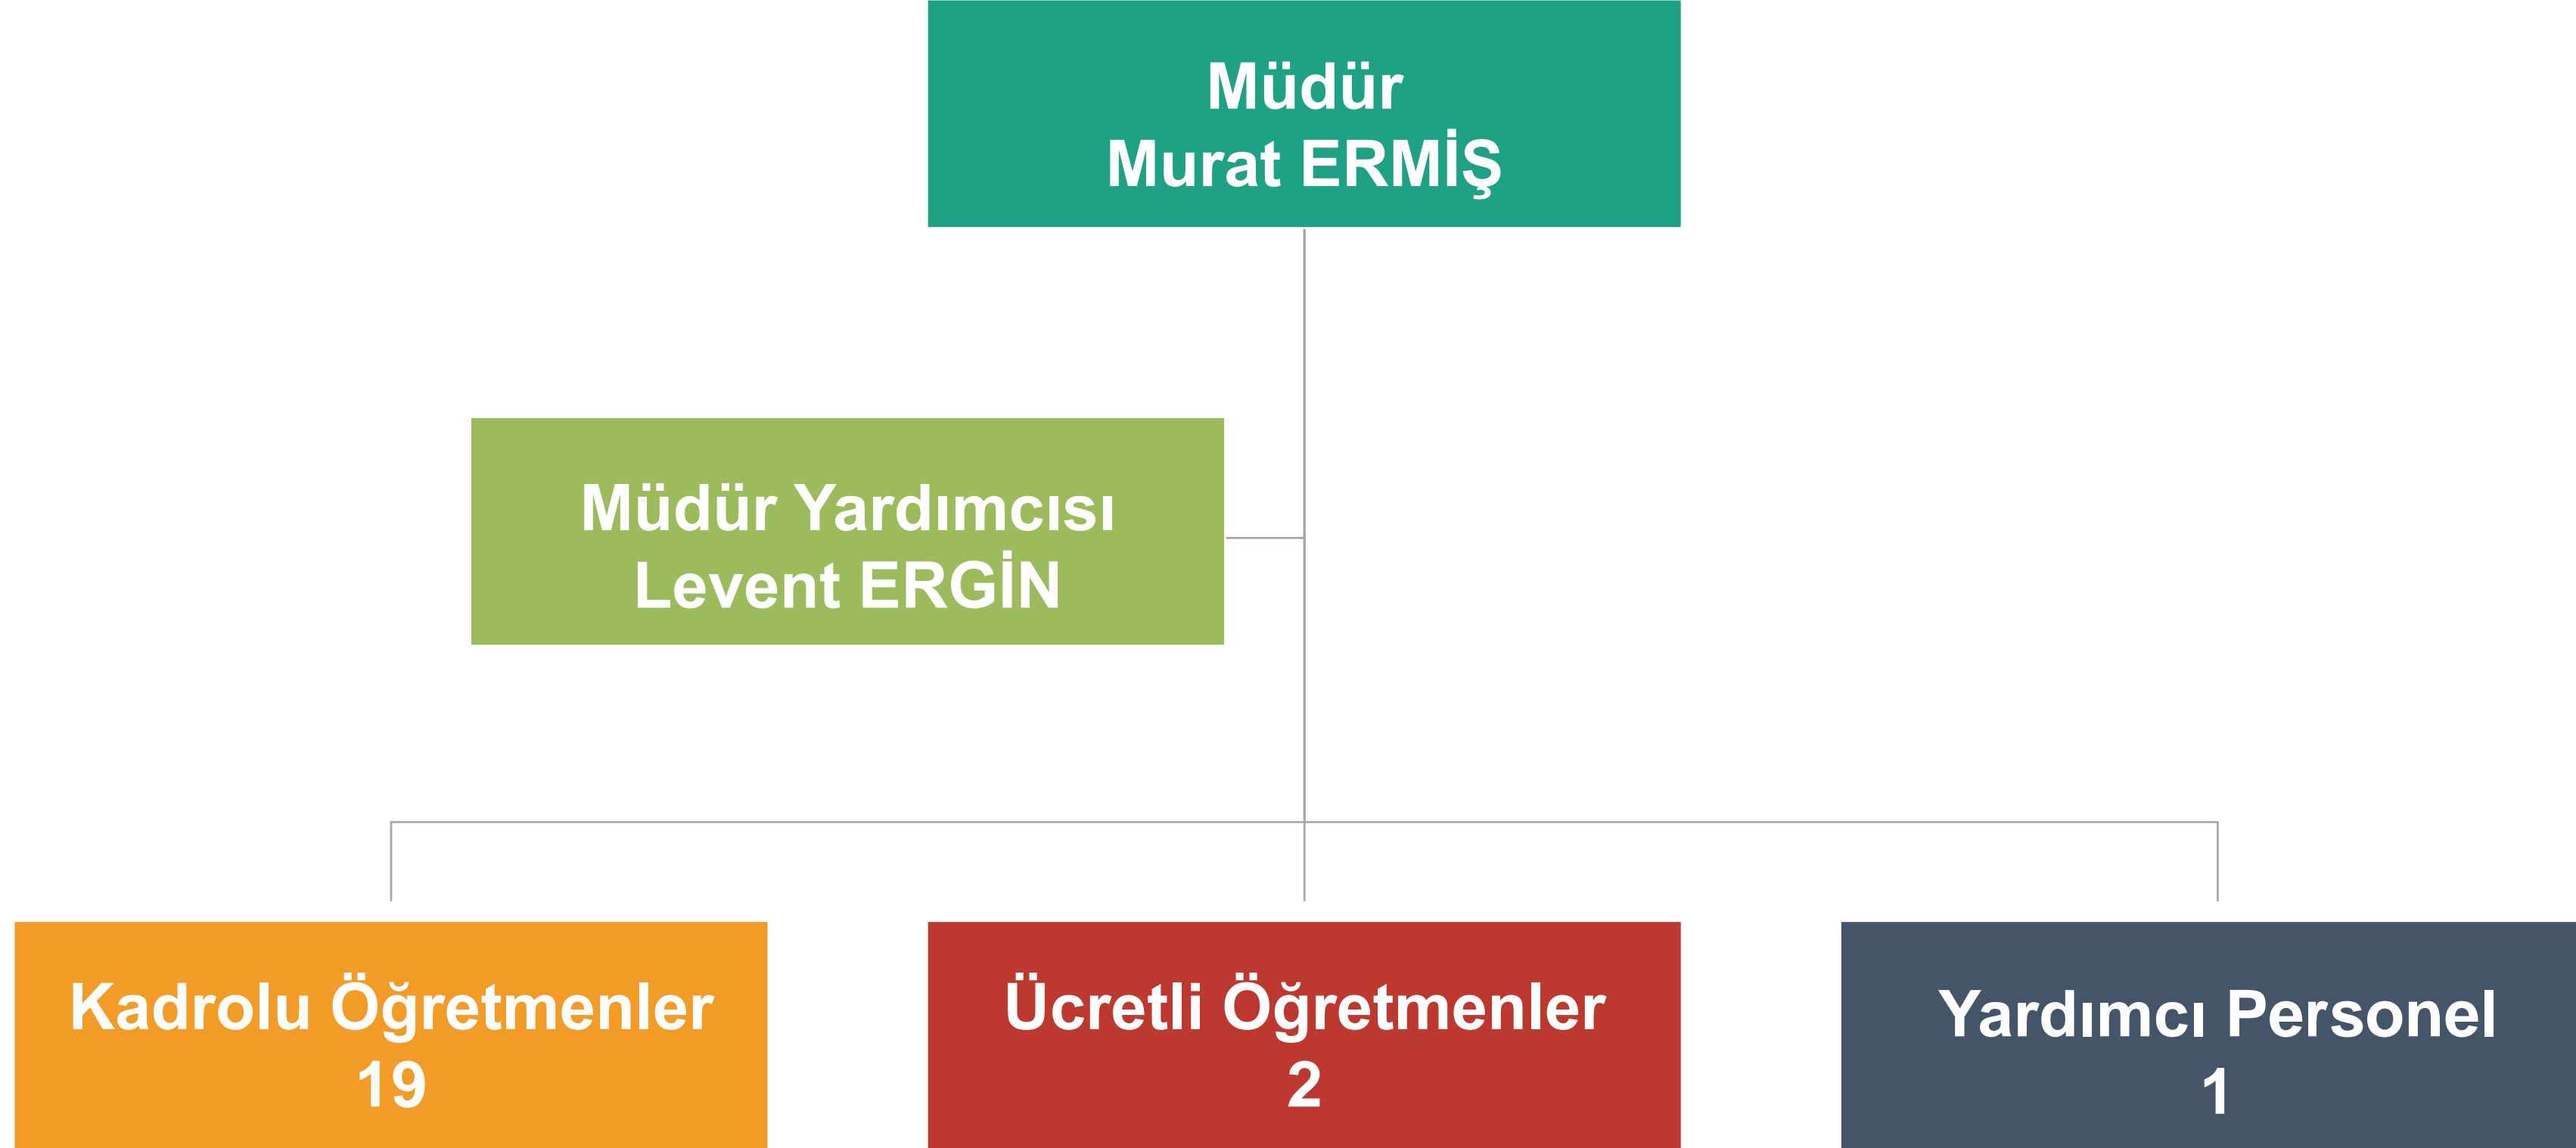 Müdür
Murat ERMİŞ
Müdür Yardımcısı
Levent ERGİN
Kadrolu Öğretmenler
19
Ücretli Öğretmenler
2
Yardımcı Personel
1